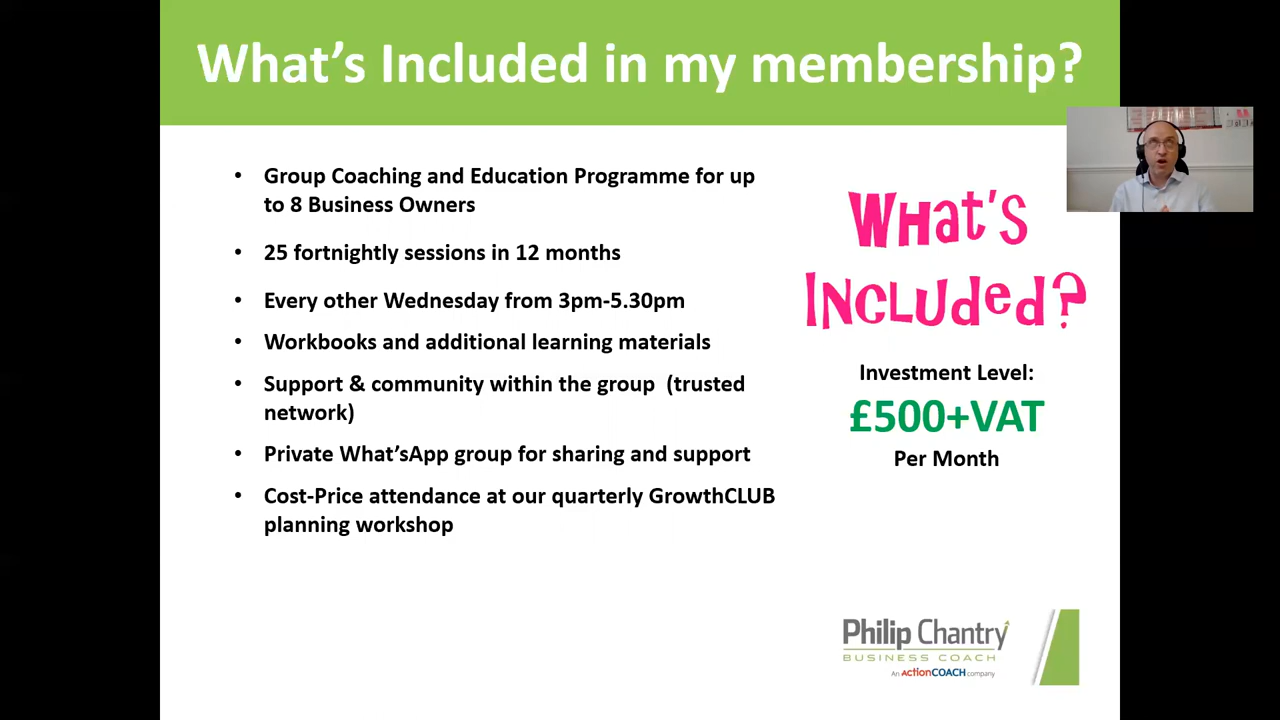 What's Included in my membership?
• Group Coaching and Education Programme for up
to 8 Business Owners
• 25 fortnightly sessions in 12 months
• Every other Wednesday from 3pm-5.30pm
• Workbooks and additional learning materials
• Support & community within the group (trusted
network)
• Private What'sApp group for sharing and support
• Cost-Price attendance at our quarterly GrowthCLUB
planning workshop
What's
Included?
Investment Level:
£500+VAT
Per Month
Philip Chantry
BUSINESS COACH
An ActionCOACH company